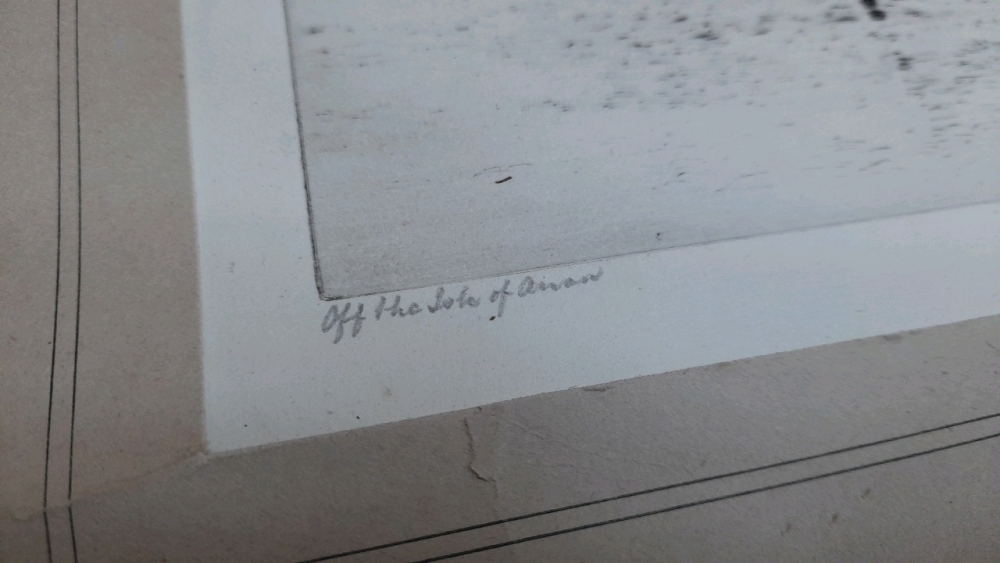 Off the Isle of Arran